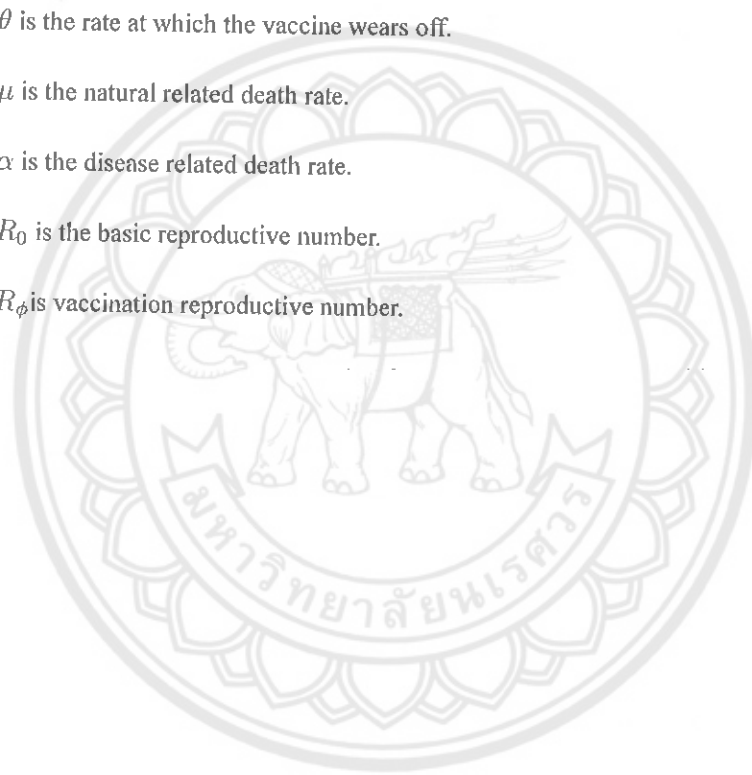 θ is the rate at which the vaccine wears off.
μ is the natural related death rate.
α is the disease related death rate.
R₀ is the basic reproductive number.
R_ϕ is vaccination reproductive number.
มหาวิทยาลัยนเรศวร